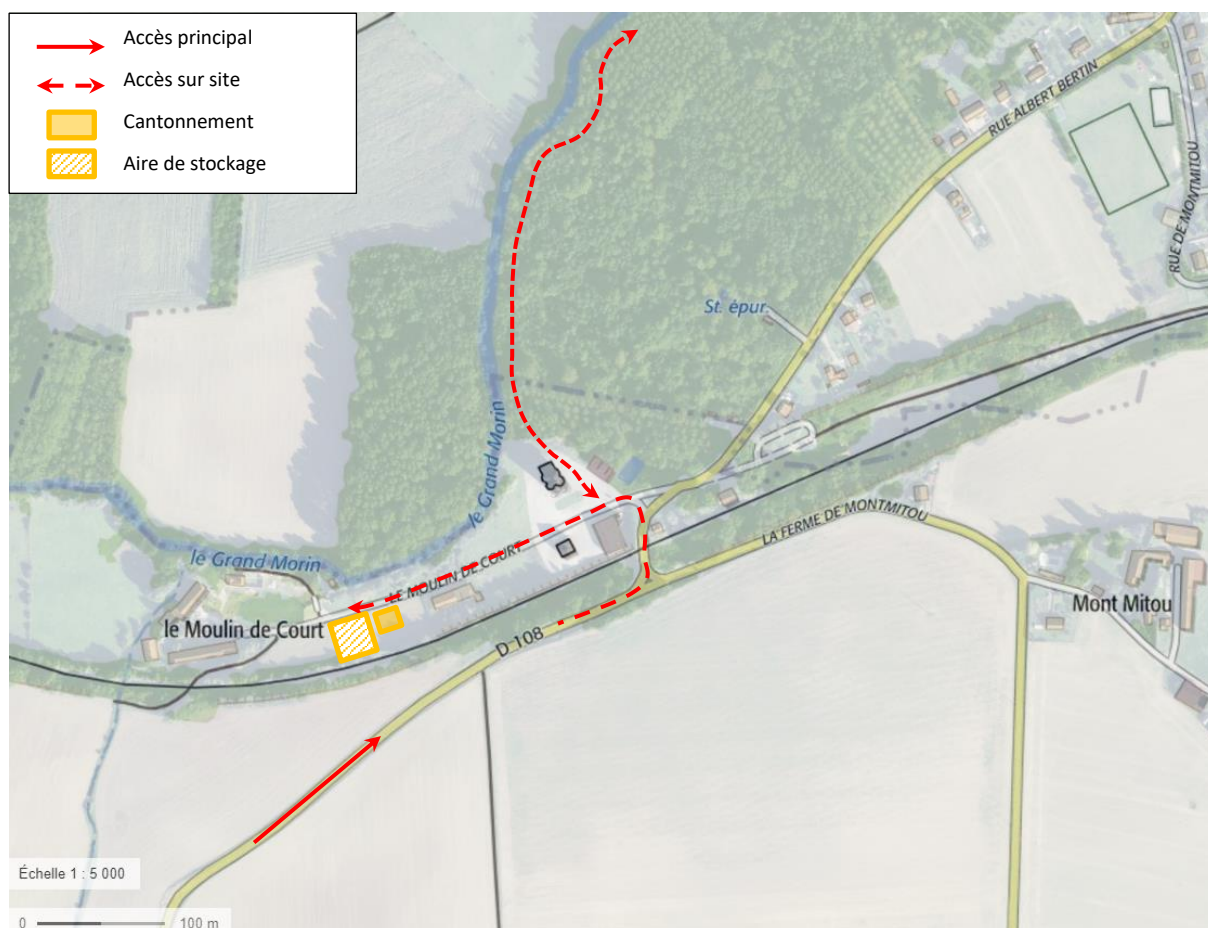 Accès principal
Accès sur site
Cantonnement
Aire de stockage
RUE ALBERT BERTIN
RUE DE MONTMITOU
St. épur.
le Grand Morin
le Grand Morin
LE MOULIN DE COURT
LA FERME DE MONTMITOU
Mont Mitou
le Moulin de Court
D 108
Échelle 1 : 5 000
0 100 m